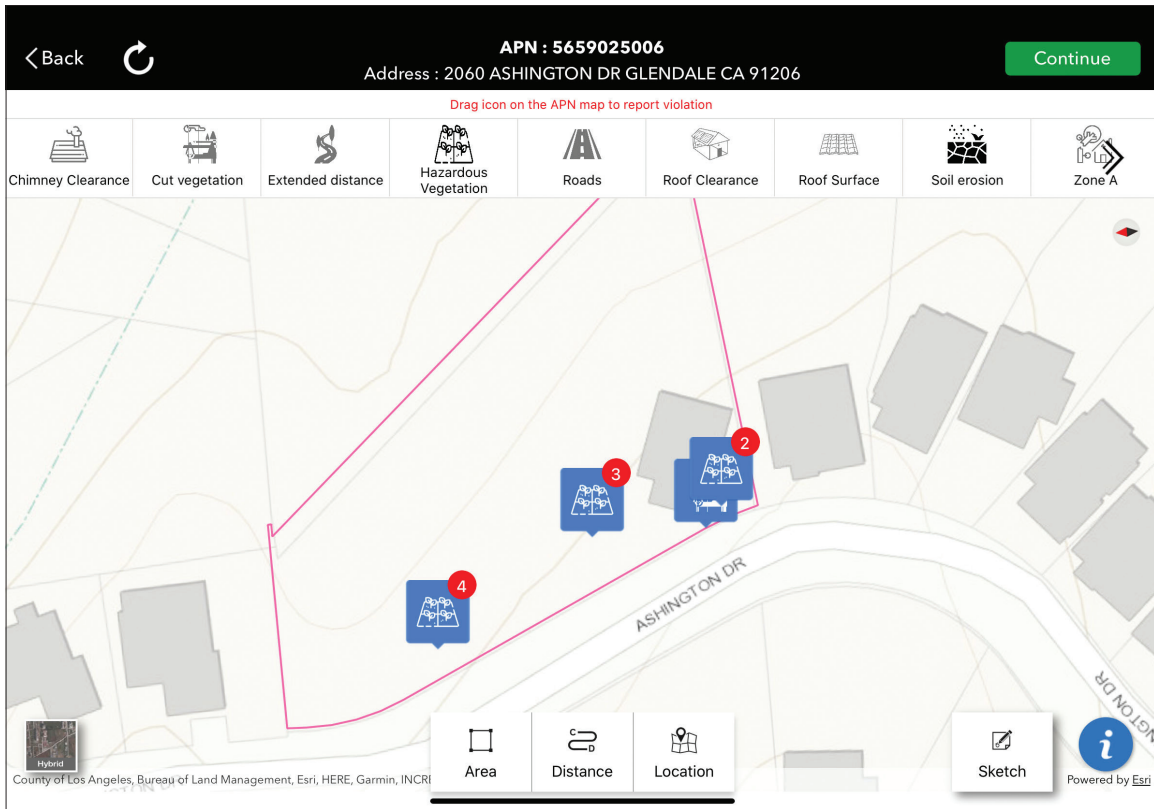 Back
APN : 5659025006
Address : 2060 ASHINGTON DR GLENDALE CA 91206
Continue
Drag icon on the APN map to report violation
Chimney Clearance
Cut vegetation
Extended distance
Hazardous
Vegetation
Roads
Roof Clearance
Roof Surface
Soil erosion
Zone A
2
3
4
ASHINGTON DR
NGTON DR
Hybrid
C
D
Area
Distance
Location
Sketch
i
County of Los Angeles, Bureau of Land Management, Esri, HERE, Garmin, INCRE
Powered by Esri